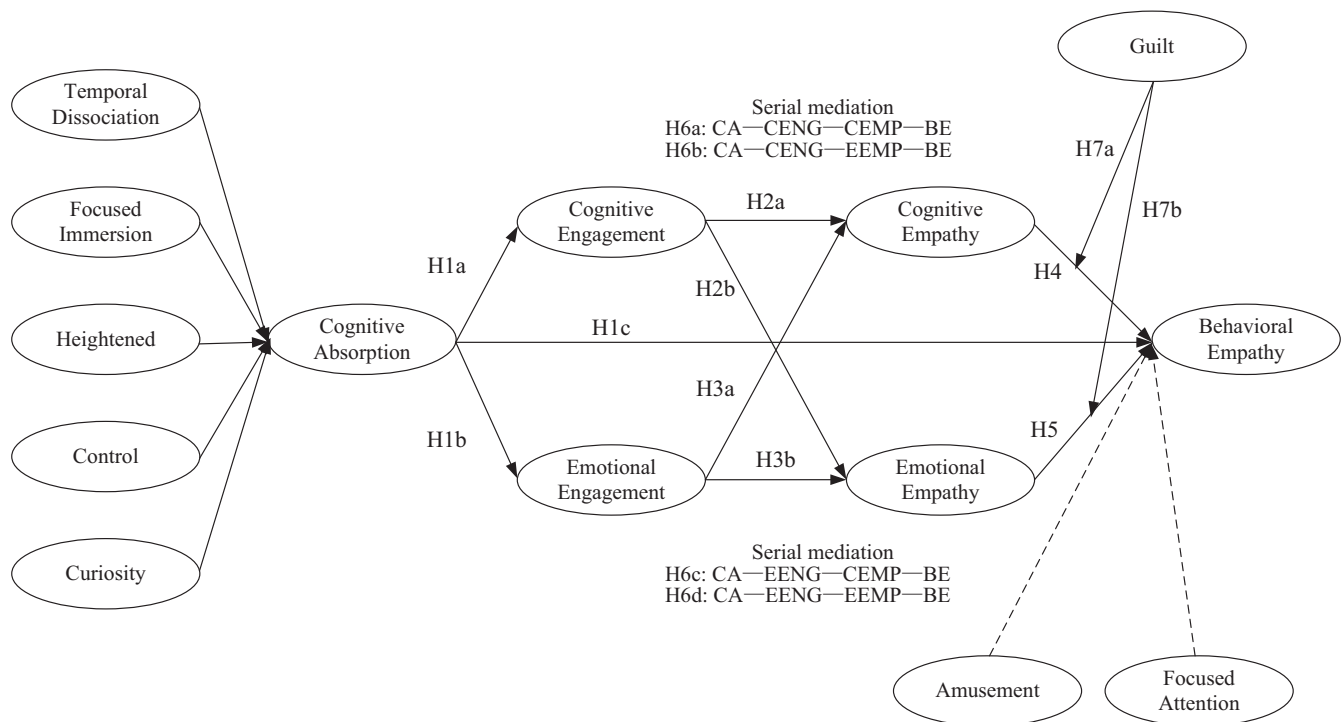 Guilt
Temporal
Dissociation
Serial mediation
H6a: CA—CENG—CEMP—BE
H6b: CA—CENG—EEMP—BE
H7a
H7b
Focused
Immersion
Cognitive
Engagement
H2a
Cognitive
Empathy
H1a
H2b
H4
Heightened
Cognitive
Absorption
H1c
Behavioral
Empathy
H3a
H1b
H5
Control
Emotional
Engagement
H3b
Emotional
Empathy
Curiosity
Serial mediation
H6c: CA—EENG—CEMP—BE
H6d: CA—EENG—EEMP—BE
Amusement
Focused
Attention